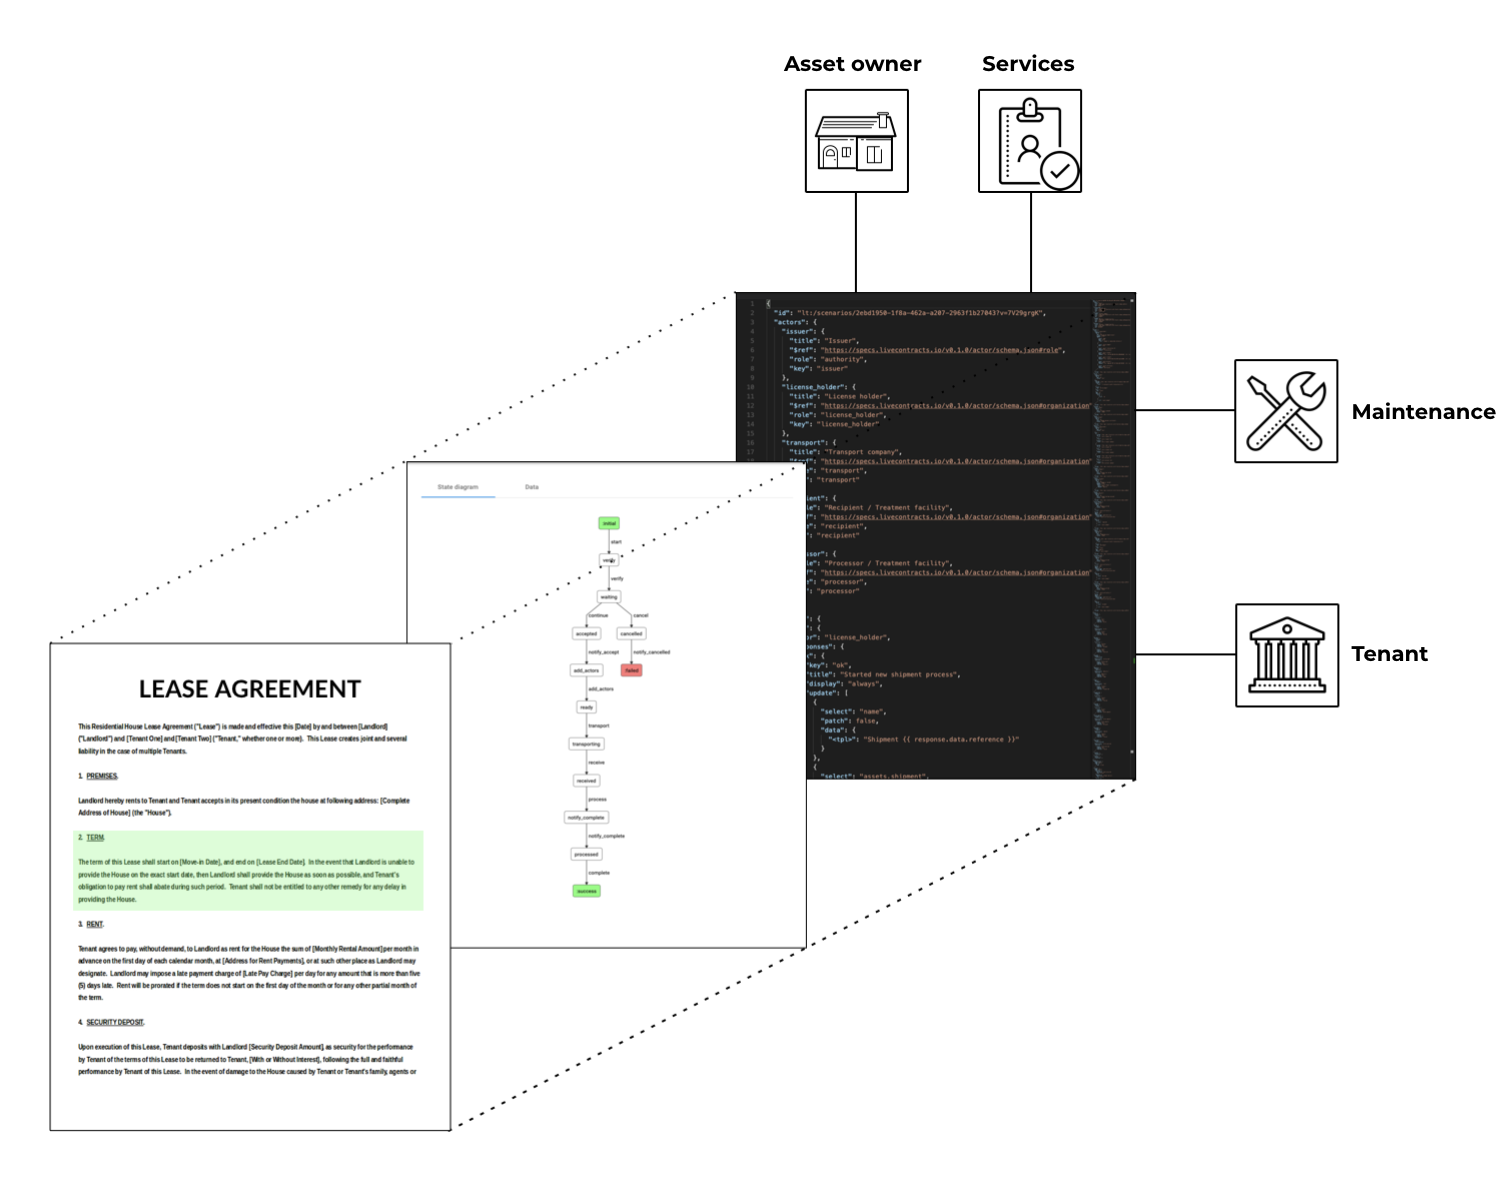 Asset owner
Services
Maintenance
Tenant
1 {
2 "id": "lt:/scenarios/2ebd1950-1f8a-462a-a207-2963f1b27043?v=7V29grgK",
3 "actors": {
4 "issuer": {
5 "title": "Issuer",
6 "$ref": "https://specs.livecontracts.io/v0.1.0/actor/schema.json#role",
7 "role": "authority",
8 "key": "issuer"
9 },
10 "license_holder": {
11 "title": "License holder",
12 "$ref": "https://specs.livecontracts.io/v0.1.0/actor/schema.json#organization"
13 "role": "license_holder",
14 "key": "license_holder"
15 },
16 "transport": {
17 "title": "Transport company",
"https://specs.livecontracts.io/v0.1.0/actor/schema.json#organization"
"transport",
": "transport"
ient": {
le": "Recipient / Treatment facility",
f": "https://specs.livecontracts.io/v0.1.0/actor/schema.json#organization"
: "recipient",
": "recipient"
ssor": {
le": "Processor / Treatment facility",
f": "https://specs.livecontracts.io/v0.1.0/actor/schema.json#organization"
: "processor",
": "processor"
": {
": {
or": "license_holder",
onses": {
k": {
key": "ok",
"title": "Started new shipment process",
"display": "always",
"update": [
{
"select": "name",
"patch": false,
"data": {
"<tpl>": "Shipment {{ response.data.reference }}"
}
},
{
"select": "assets.shipment",
State diagram
Data
initial
start
verify
verify
waiting
continue
cancel
accepted
cancelled
notify_accept
notify_cancelled
add_actors
failed
add_actors
ready
transport
transporting
receive
received
process
notify_complete
notify_complete
processed
complete
success
LEASE AGREEMENT
This Residential House Lease Agreement ("Lease") is made and effective this [Date] by and between [Landlord]
("Landlord") and [Tenant One] and [Tenant Two] ("Tenant," whether one or more). This Lease creates joint and several
liability in the case of multiple Tenants.
1. PREMISES.
Landlord hereby rents to Tenant and Tenant accepts in its present condition the house at following address: [Complete
Address of House] (the "House").
2. TERM.
The term of this Lease shall start on [Move-in Date], and end on [Lease End Date]. In the event that Landlord is unable to
provide the House on the exact start date, then Landlord shall provide the House as soon as possible, and Tenant's
obligation to pay rent shall abate during such period. Tenant shall not be entitled to any other remedy for any delay in
providing the House.
3. RENT.
Tenant agrees to pay, without demand, to Landlord as rent for the House the sum of [Monthly Rental Amount] per month in
advance on the first day of each calendar month, at [Address for Rent Payments], or at such other place as Landlord may
designate. Landlord may impose a late payment charge of [Late Pay Charge] per day for any amount that is more than five
(5) days late. Rent will be prorated if the term does not start on the first day of the month or for any other partial month of
the term.
4. SECURITY DEPOSIT.
Upon execution of this Lease, Tenant deposits with Landlord [Security Deposit Amount], as security for the performance
by Tenant of the terms of this Lease to be returned to Tenant, [With or Without Interest], following the full and faithful
performance by Tenant of this Lease. In the event of damage to the House caused by Tenant or Tenant's family, agents or